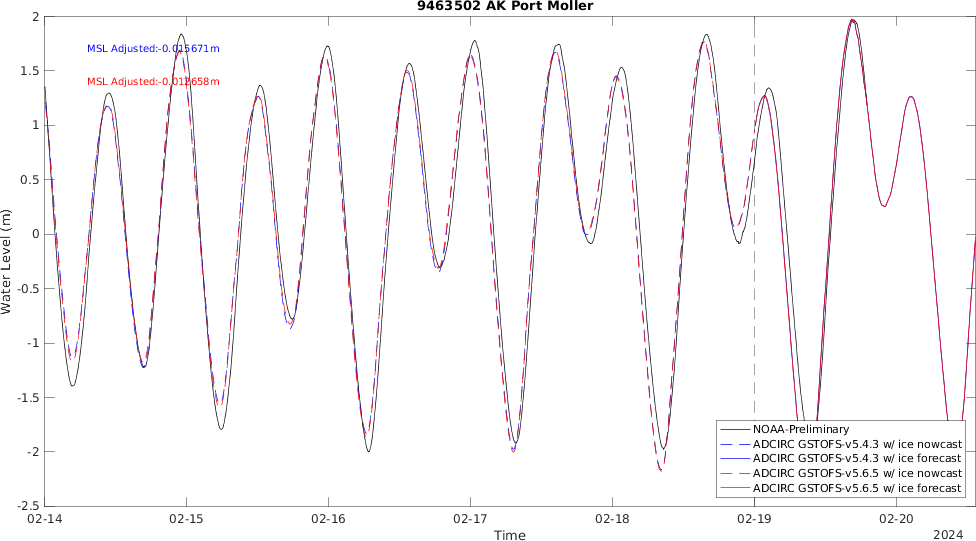 9463502 AK Port Moller
MSL Adjusted:-0.015671m
MSL Adjusted:-0.012658m
2
1.5
1
0.5
0
-0.5
-1
-1.5
-2
-2.5
Water Level (m)
NOAA-Preliminary
ADCIRC GSTOFS-v5.4.3 w/ ice nowcast
ADCIRC GSTOFS-v5.4.3 w/ ice forecast
ADCIRC GSTOFS-v5.6.5 w/ ice nowcast
ADCIRC GSTOFS-v5.6.5 w/ ice forecast
02-14 02-15 02-16 02-17 02-18 02-19 02-20
Time
2024